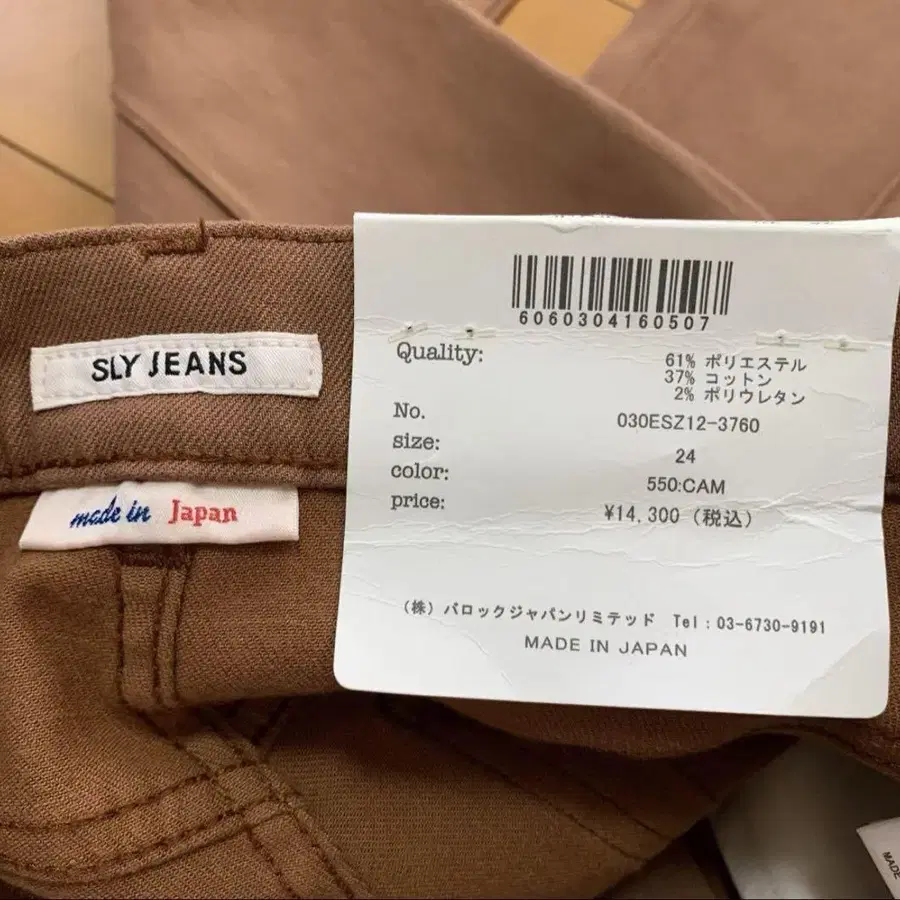 SLY JEANS
made in Japan
6060304160507
Quality: 61% ポリエステル
37% コットン
2% ポリウレタン
No. 030ESZ12-3760
size: 24
color: 550:CAM
price: ¥14,300（税込）
（株）バロックジャパンリミテッド Tel：03-6730-9191
MADE IN JAPAN
MADE